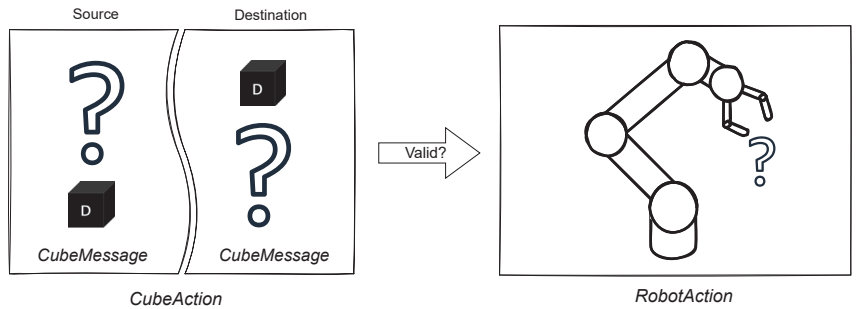 Source
Destination
?
D
D
?
CubeMessage
CubeMessage
CubeAction
Valid?
?
RobotAction